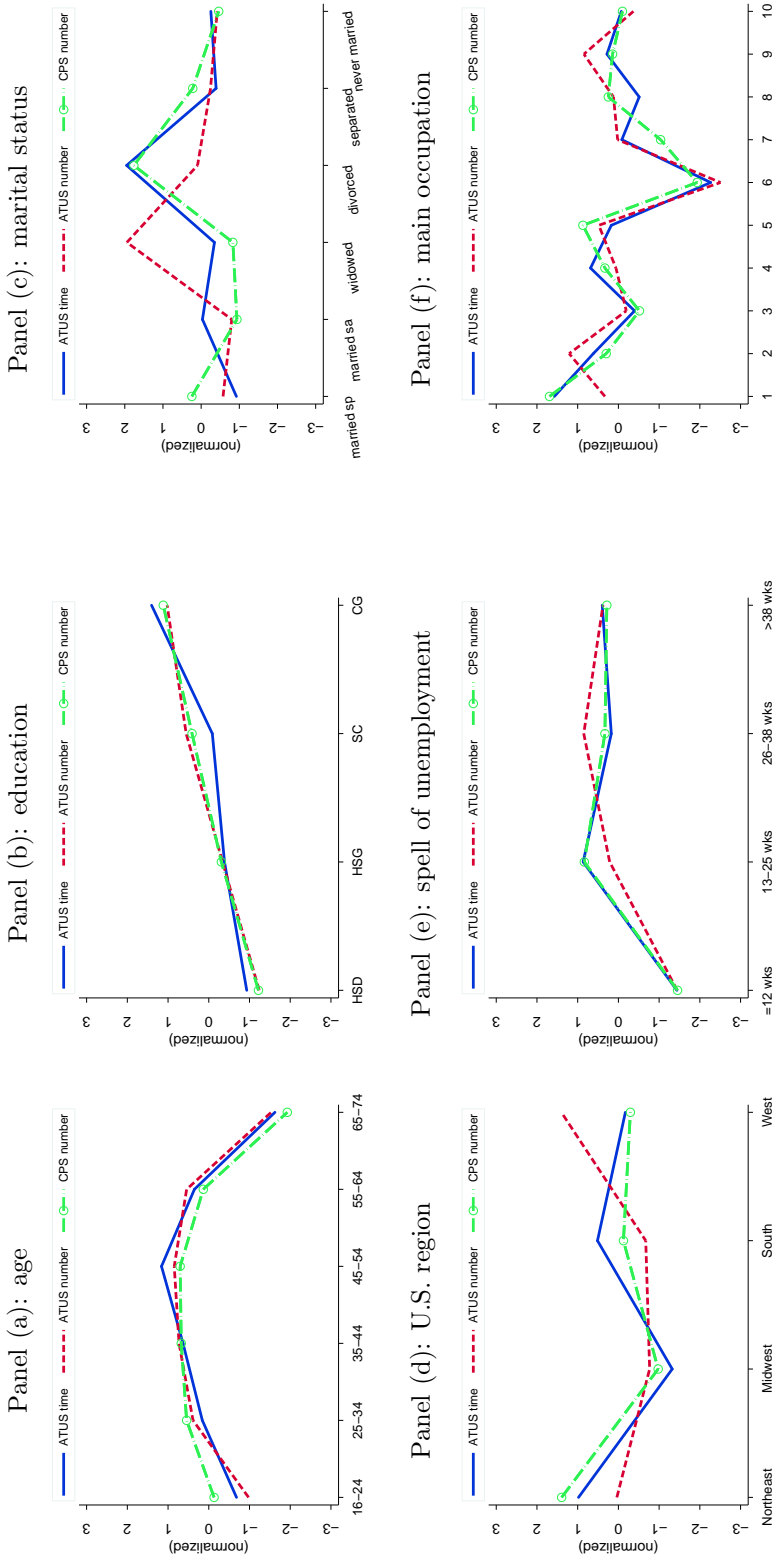 Panel (a): age
ATUS time ATUS number CPS number
3
2
1
0
−1
−2
−3
(normalized)
16−24 25−34 35−44 45−54 55−64 65−74
Panel (b): education
ATUS time ATUS number CPS number
3
2
1
0
−1
−2
−3
(normalized)
HSD HSG SC CG
Panel (c): marital status
ATUS time ATUS number CPS number
3
2
1
0
−1
−2
−3
(normalized)
married sp married sa widowed divorced separated never married
Panel (d): U.S. region
ATUS time ATUS number CPS number
3
2
1
0
−1
−2
−3
(normalized)
Northeast Midwest South West
Panel (e): spell of unemployment
ATUS time ATUS number CPS number
3
2
1
0
−1
−2
−3
(normalized)
=12 wks 13−25 wks 26−38 wks >38 wks
Panel (f): main occupation
ATUS time ATUS number CPS number
3
2
1
0
−1
−2
−3
(normalized)
1 2 3 4 5 6 7 8 9 10